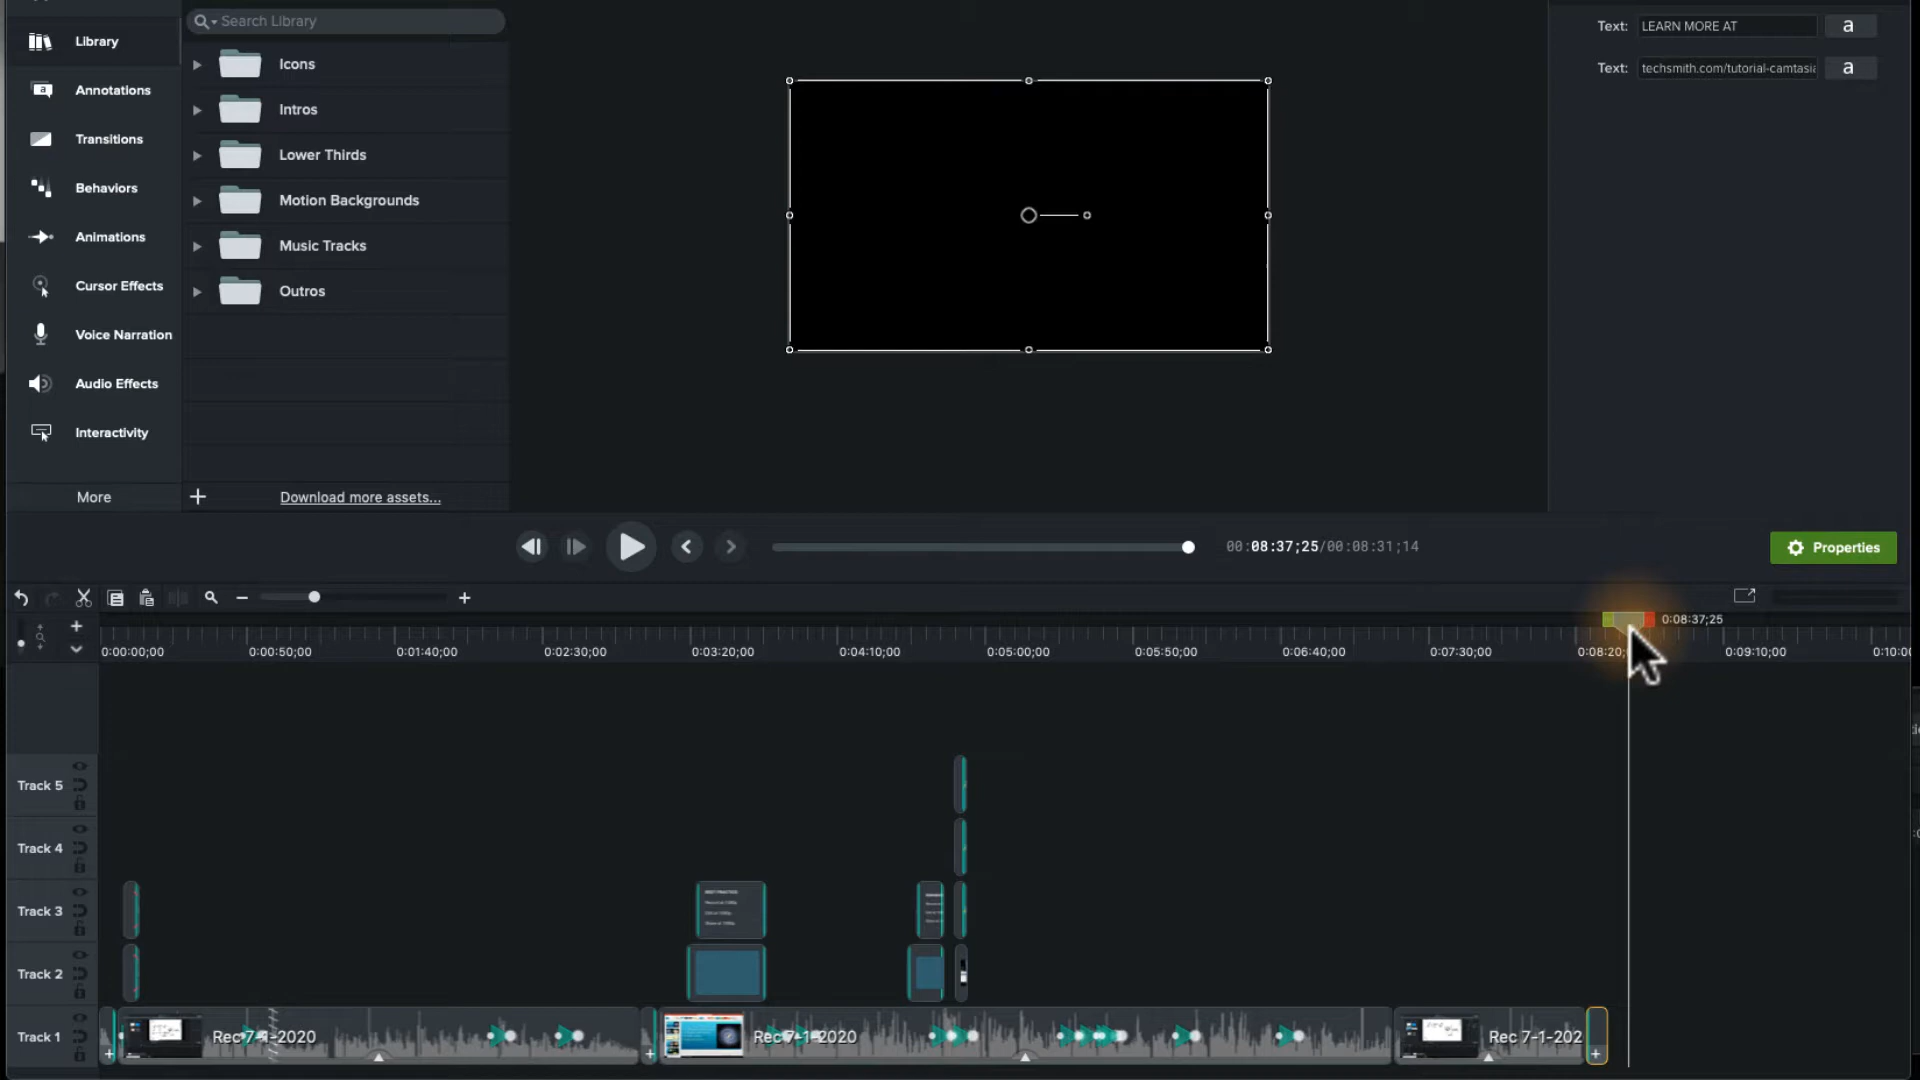 Search Library
Text: LEARN MORE AT a
Library
Icons
Text: techsmith.com/tutorial-camtasia a
Annotations
Intros
Transitions
Lower Thirds
Behaviors
Motion Backgrounds
Animations
Music Tracks
Cursor Effects
Outros
Voice Narration
Audio Effects
Interactivity
More
Download more assets...
00:08:37;25/00:08:31;14
Properties
0:08:37;25
0:00:00;00 0:00:50;00 0:01:40;00 0:02:30;00 0:03:20;00 0:04:10;00 0:05:00;00 0:05:50;00 0:06:40;00 0:07:30;00 0:08:20; 0:09:10;00 0:10:00
Track 5
Track 4
Track 3
Track 2
Track 1
Rec 7-1-2020
Rec 7-1-2020
Rec 7-1-202